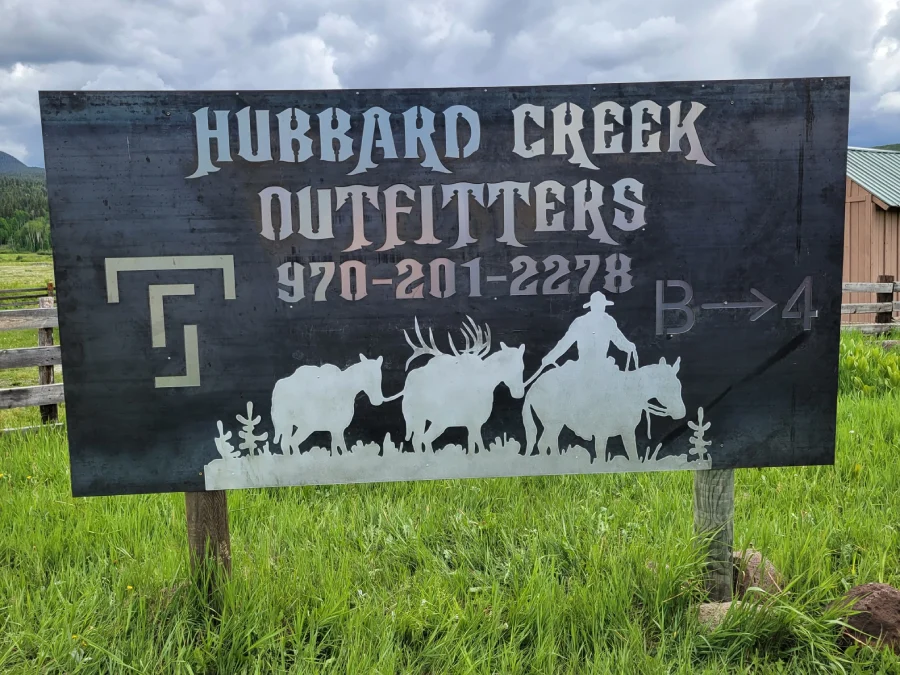 HUBBARD CREEK
OUTFITTERS
970-201-2278
B→4